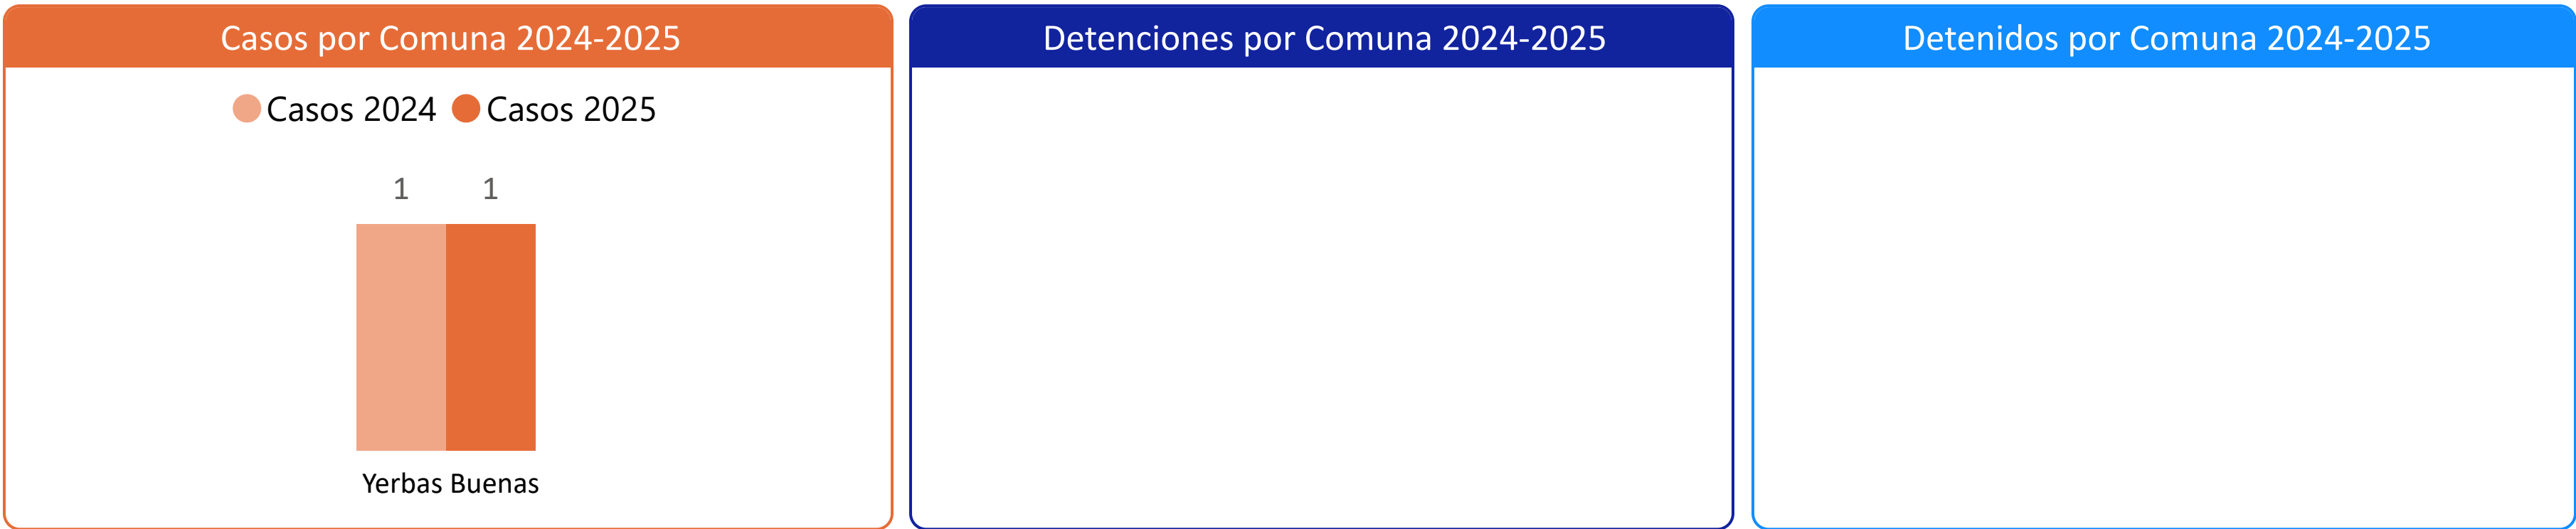 Casos por Comuna 2024-2025
Casos 2024 Casos 2025
1 1
Yerbas Buenas
Detenciones por Comuna 2024-2025
Detenidos por Comuna 2024-2025